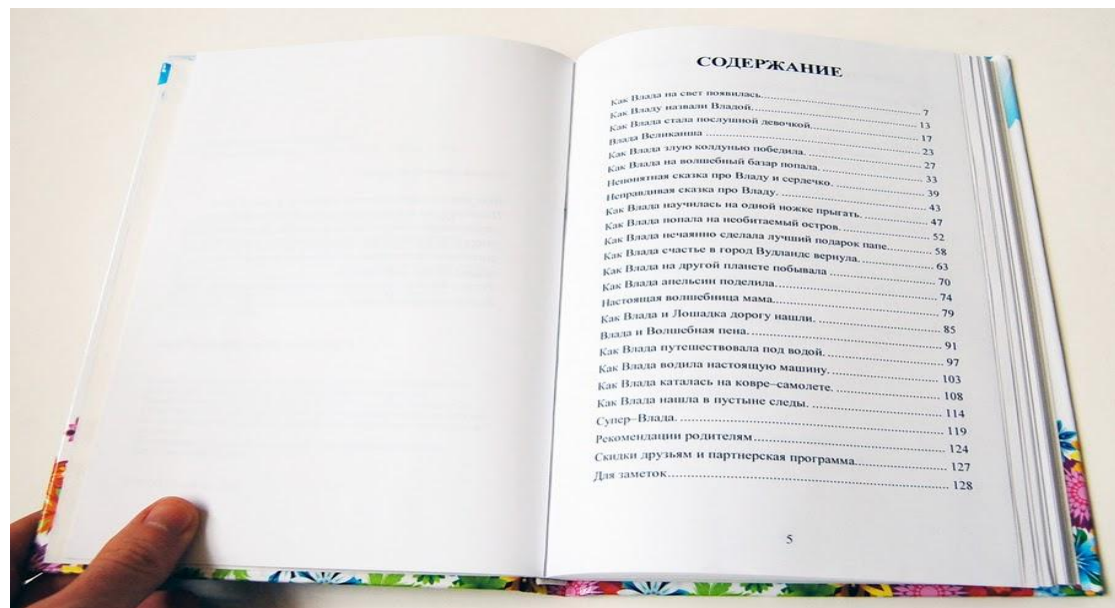 СОДЕРЖАНИЕ
Как Влада на свет появилась. 7
Как Владу назвали Владой. 13
Как Влада стала послушной девочкой. 17
Влада Великанша 23
Как Влада злую колдунью победила. 27
Как Влада на волшебный базар попала. 33
Непонятная сказка про Владу и сердечко. 39
Неправдивая сказка про Владу. 43
Как Влада научилась на одной ножке прыгать. 47
Как Влада попала на необитаемый остров. 52
Как Влада нечаянно сделала лучший подарок папе. 58
Как Влада счастье в город Вудландс вернула. 63
Как Влада на другой планете побывала 70
Как Влада апельсин поделила. 74
Настоящая волшебница мама. 79
Как Влада и Лошадка дорогу нашли. 85
Влада и Волшебная пена. 91
Как Влада путешествовала под водой. 97
Как Влада водила настоящую машину. 103
Как Влада каталась на ковре–самолете. 108
Как Влада нашла в пустыне следы. 114
Супер–Влада. 119
Рекомендации родителям 124
Скидки друзьям и партнерская программа. 127
Для заметок 128
5